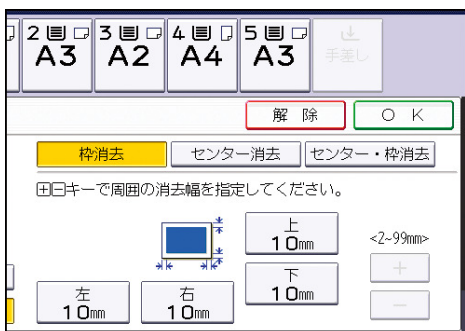 2 3 4 5
A3 A2 A4 A3 手差し
解 除 O K
枠消去 センター消去 センター・枠消去
⊞⊟キーで周囲の消去幅を指定してください。
上
10mm
<2~99mm>
+
下
10mm
左
10mm
右
10mm
−